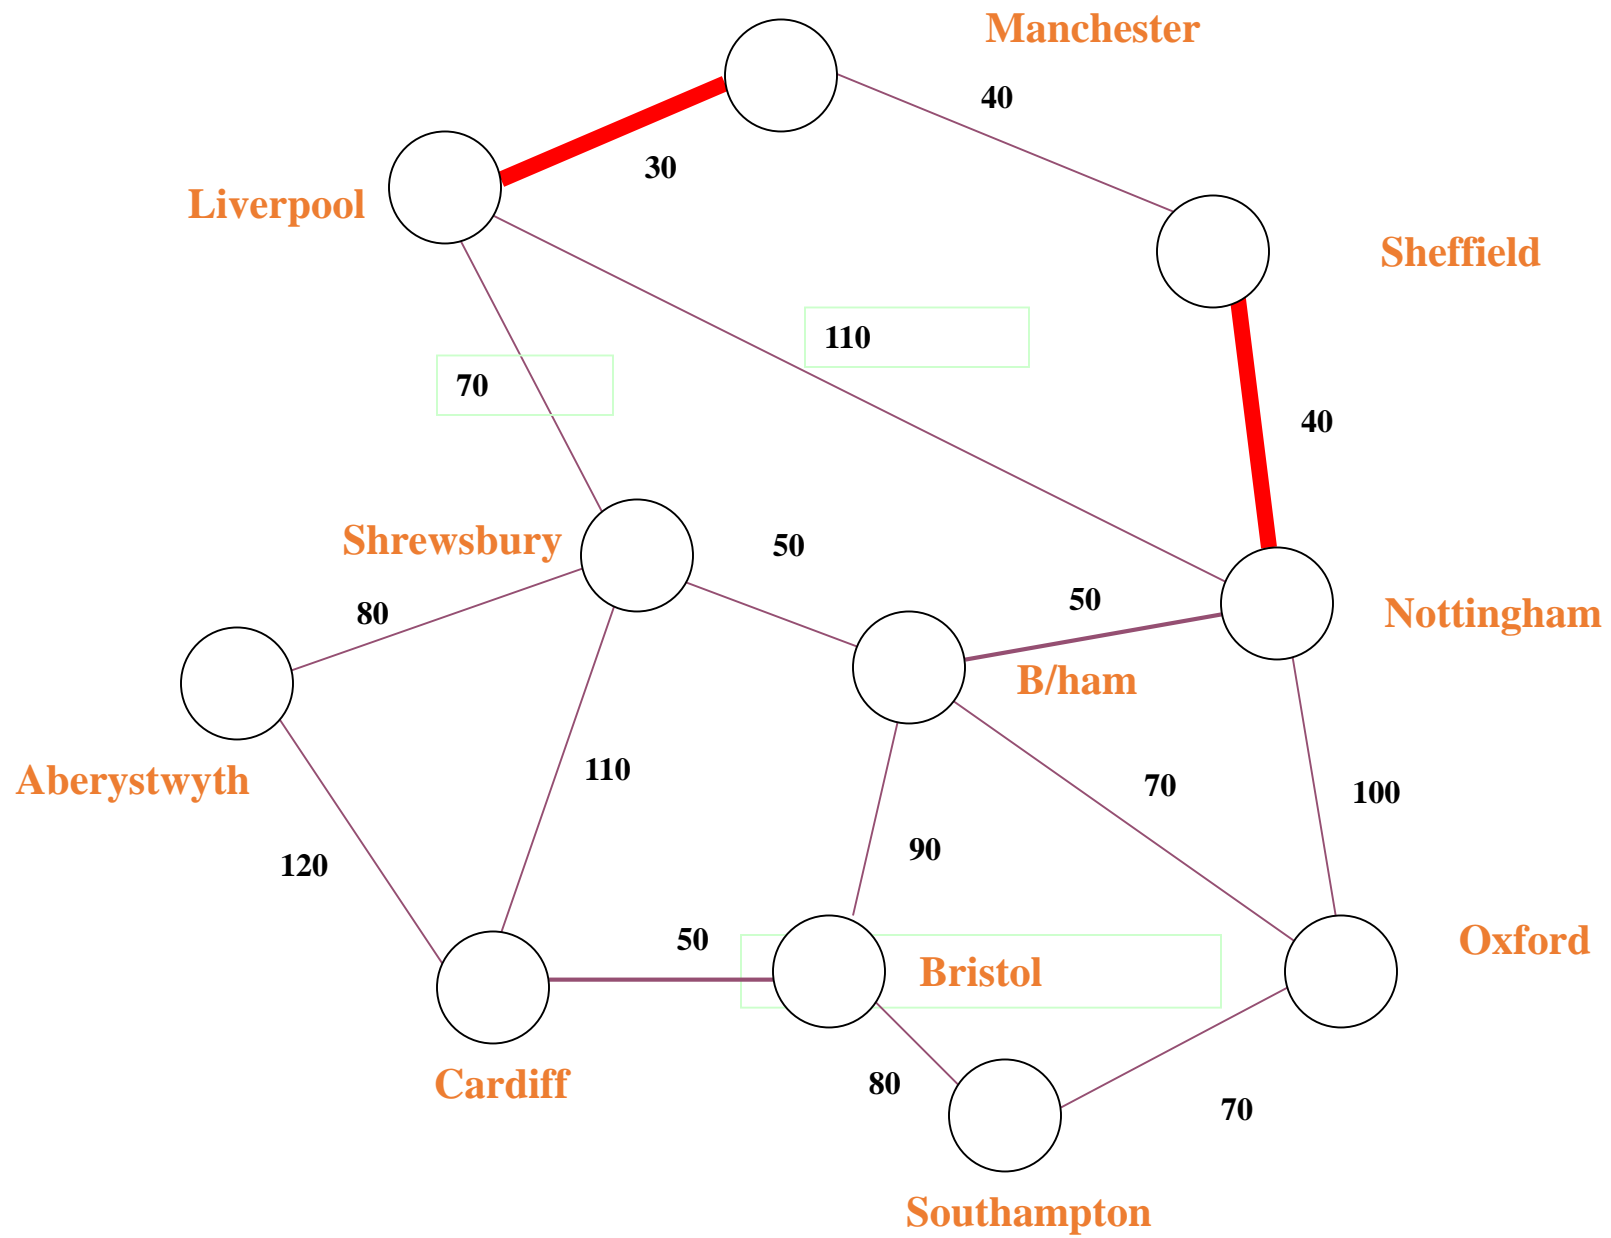 Manchester
40
30
Liverpool
Sheffield
110
70
40
Shrewsbury
50
50
80
Nottingham
B/ham
Aberystwyth
110
70
100
90
120
50
Oxford
Bristol
Cardiff
80
70
Southampton